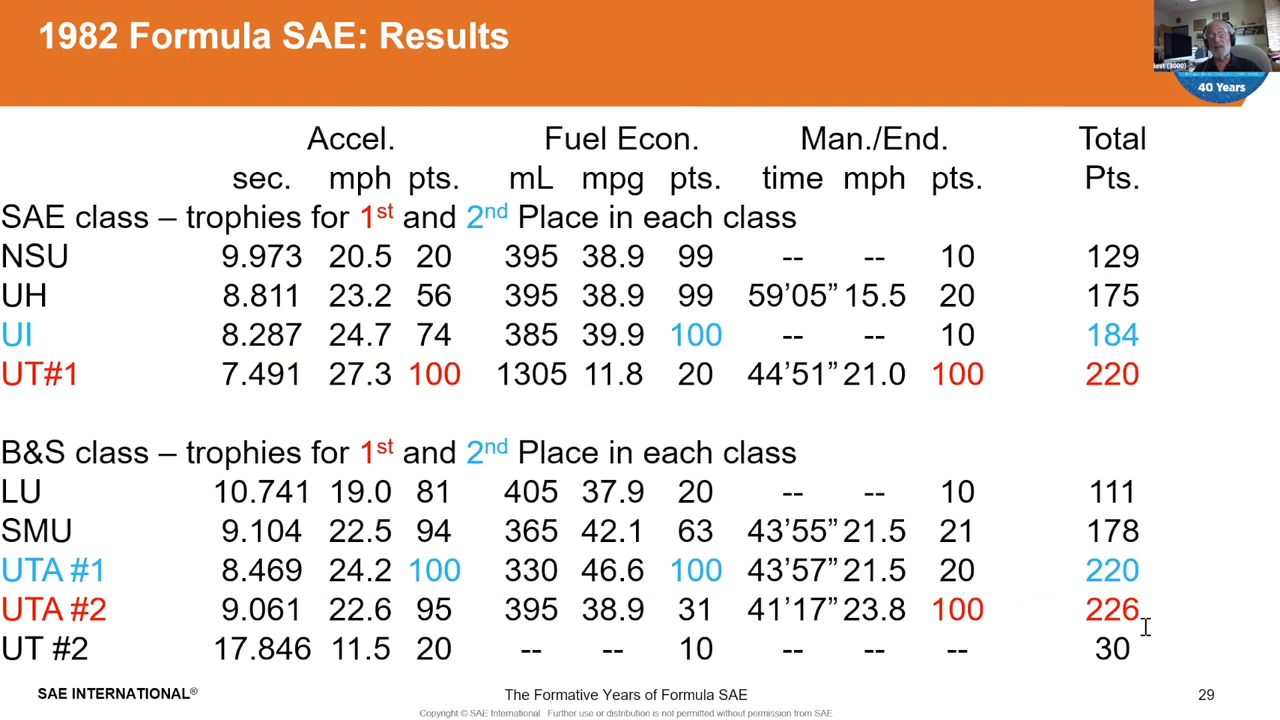 1982 Formula SAE: Results
Host (3000)
40 Years
Accel. Fuel Econ. Man./End. Total
sec. mph pts. mL mpg pts. time mph pts. Pts.
SAE class – trophies for 1st and 2nd Place in each class
NSU 9.973 20.5 20 395 38.9 99 -- -- 10 129
UH 8.811 23.2 56 395 38.9 99 59’05” 15.5 20 175
UI 8.287 24.7 74 385 39.9 100 -- -- 10 184
UT#1 7.491 27.3 100 1305 11.8 20 44’51” 21.0 100 220
B&S class – trophies for 1st and 2nd Place in each class
LU 10.741 19.0 81 405 37.9 20 -- -- 10 111
SMU 9.104 22.5 94 365 42.1 63 43’55” 21.5 21 178
UTA #1 8.469 24.2 100 330 46.6 100 43’57” 21.5 20 220
UTA #2 9.061 22.6 95 395 38.9 31 41’17” 23.8 100 226
UT #2 17.846 11.5 20 -- -- 10 -- -- -- 30
SAE INTERNATIONAL® The Formative Years of Formula SAE 29
Copyright © SAE International. Further use or distribution is not permitted without permission from SAE